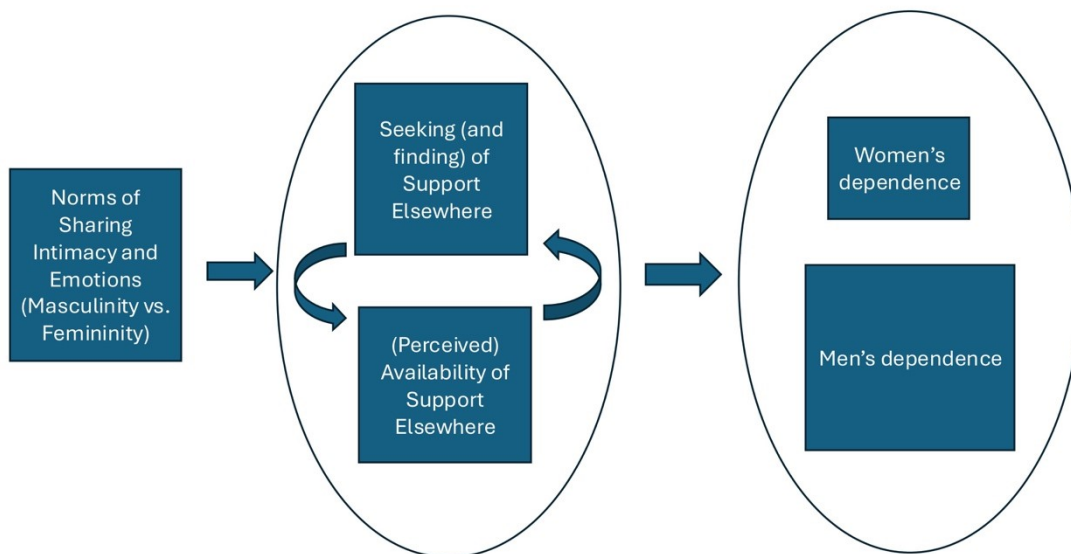 Norms of
Sharing
Intimacy and
Emotions
(Masculinity vs.
Femininity)
Seeking (and
finding) of
Support
Elsewhere
(Perceived)
Availability of
Support
Elsewhere
Women's
dependence
Men's dependence